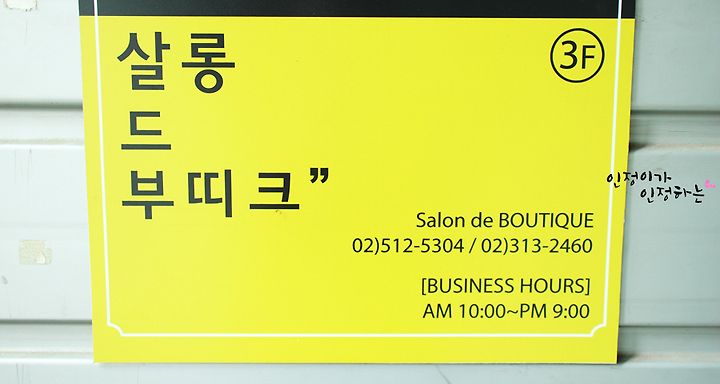 살롱
드
부띠크”
3F
Salon de BOUTIQUE
02)512-5304 / 02)313-2460
[BUSINESS HOURS]
AM 10:00~PM 9:00
인정이가
인정하는